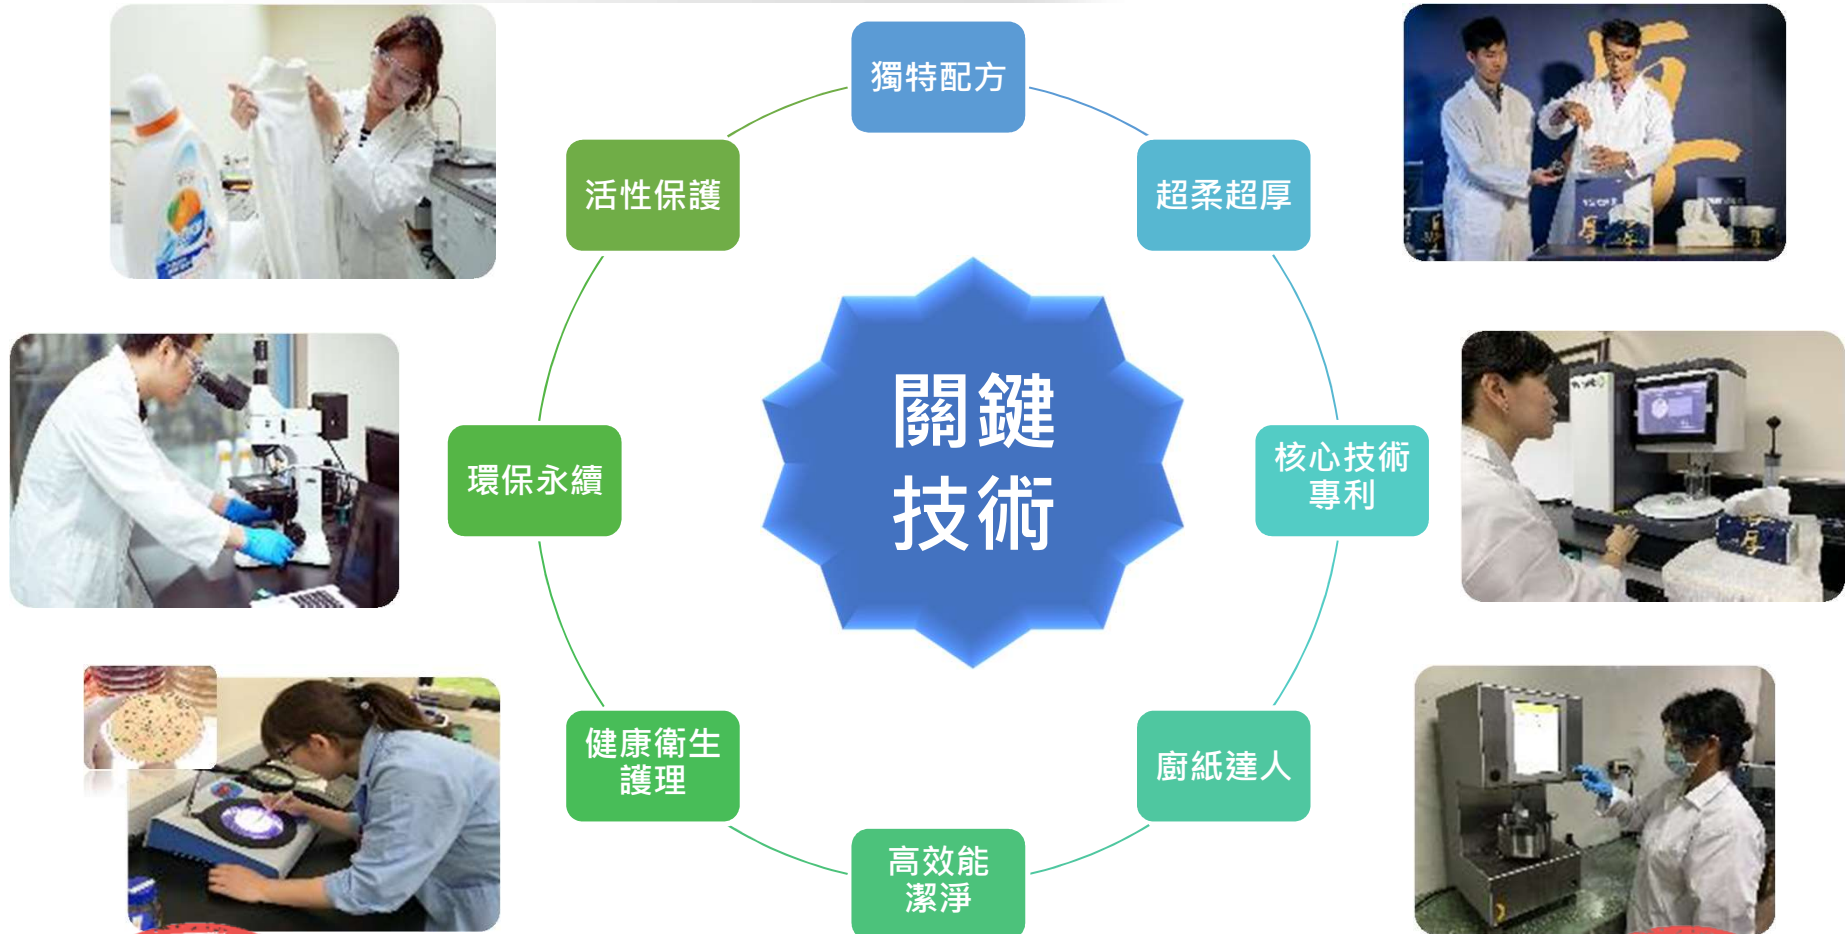 獨特配方
活性保護
超柔超厚
厚
關鍵
技術
環保永續
核心技術
專利
厚
健康衛生
護理
廚紙達人
高效能
潔淨